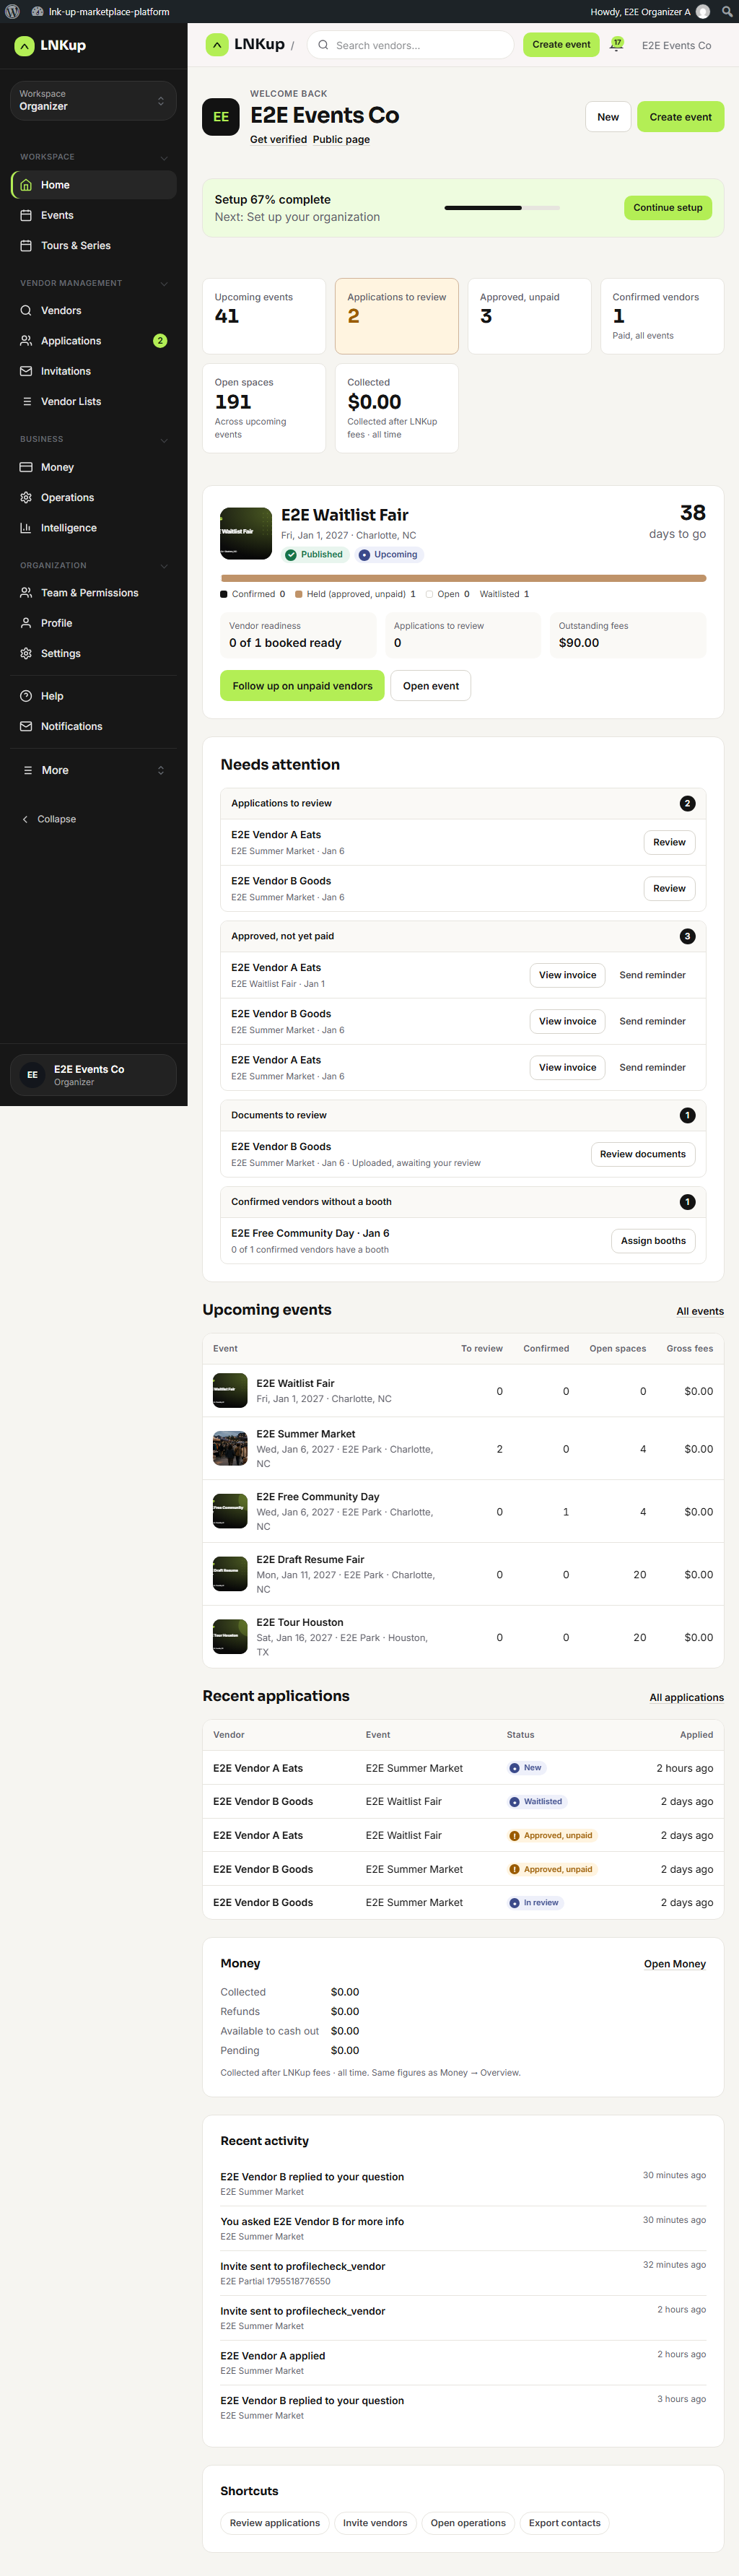 lnk-up-marketplace-platform
Howdy, E2E Organizer A
LNKup
Workspace
Organizer
WORKSPACE
Home
Events
Tours & Series
VENDOR MANAGEMENT
Vendors
Applications
2
Invitations
Vendor Lists
BUSINESS
Money
Operations
Intelligence
ORGANIZATION
Team & Permissions
Profile
Settings
Help
Notifications
More
Collapse
EE
E2E Events Co
Organizer
LNKup /
Search vendors...
Create event
17
E2E Events Co
EE
WELCOME BACK
E2E Events Co
Get verified Public page
New
Create event
Setup 67% complete
Next: Set up your organization
Continue setup
Upcoming events
41
Applications to review
2
Approved, unpaid
3
Confirmed vendors
1
Paid, all events
Open spaces
191
Across upcoming
events
Collected
$0.00
Collected after LNKup
fees · all time
E2E Waitlist Fair
Fri, Jan 1, 2027 · Charlotte, NC
Published
Upcoming
38
days to go
Confirmed 0 Held (approved, unpaid) 1 Open 0 Waitlisted 1
Vendor readiness
0 of 1 booked ready
Applications to review
0
Outstanding fees
$90.00
Follow up on unpaid vendors
Open event
Needs attention
Applications to review 2
E2E Vendor A Eats
E2E Summer Market · Jan 6
Review
E2E Vendor B Goods
E2E Summer Market · Jan 6
Review
Approved, not yet paid 3
E2E Vendor A Eats
E2E Waitlist Fair · Jan 1
View invoice Send reminder
E2E Vendor B Goods
E2E Summer Market · Jan 6
View invoice Send reminder
E2E Vendor A Eats
E2E Summer Market · Jan 6
View invoice Send reminder
Documents to review 1
E2E Vendor B Goods
E2E Summer Market · Jan 6 · Uploaded, awaiting your review
Review documents
Confirmed vendors without a booth 1
E2E Free Community Day · Jan 6
0 of 1 confirmed vendors have a booth
Assign booths
Upcoming events
All events
Event To review Confirmed Open spaces Gross fees
E2E Waitlist Fair
Fri, Jan 1, 2027 · Charlotte, NC
0 0 0 $0.00
E2E Summer Market
Wed, Jan 6, 2027 · E2E Park · Charlotte,
NC
2 0 4 $0.00
E2E Free Community Day
Wed, Jan 6, 2027 · E2E Park · Charlotte,
NC
0 1 4 $0.00
E2E Draft Resume Fair
Mon, Jan 11, 2027 · E2E Park · Charlotte,
NC
0 0 20 $0.00
E2E Tour Houston
Sat, Jan 16, 2027 · E2E Park · Houston,
TX
0 0 20 $0.00
Recent applications
All applications
Vendor Event Status Applied
E2E Vendor A Eats E2E Summer Market New 2 hours ago
E2E Vendor B Goods E2E Waitlist Fair Waitlisted 2 days ago
E2E Vendor A Eats E2E Waitlist Fair Approved, unpaid 2 days ago
E2E Vendor B Goods E2E Summer Market Approved, unpaid 2 days ago
E2E Vendor B Goods E2E Summer Market In review 2 days ago
Money
Open Money
Collected $0.00
Refunds $0.00
Available to cash out $0.00
Pending $0.00
Collected after LNKup fees · all time. Same figures as Money → Overview.
Recent activity
E2E Vendor B replied to your question 30 minutes ago
E2E Summer Market
You asked E2E Vendor B for more info 30 minutes ago
E2E Summer Market
Invite sent to profilecheck_vendor 32 minutes ago
E2E Partial 1795518776550
Invite sent to profilecheck_vendor 2 hours ago
E2E Summer Market
E2E Vendor A applied 2 hours ago
E2E Summer Market
E2E Vendor B replied to your question 3 hours ago
E2E Summer Market
Shortcuts
Review applications
Invite vendors
Open operations
Export contacts